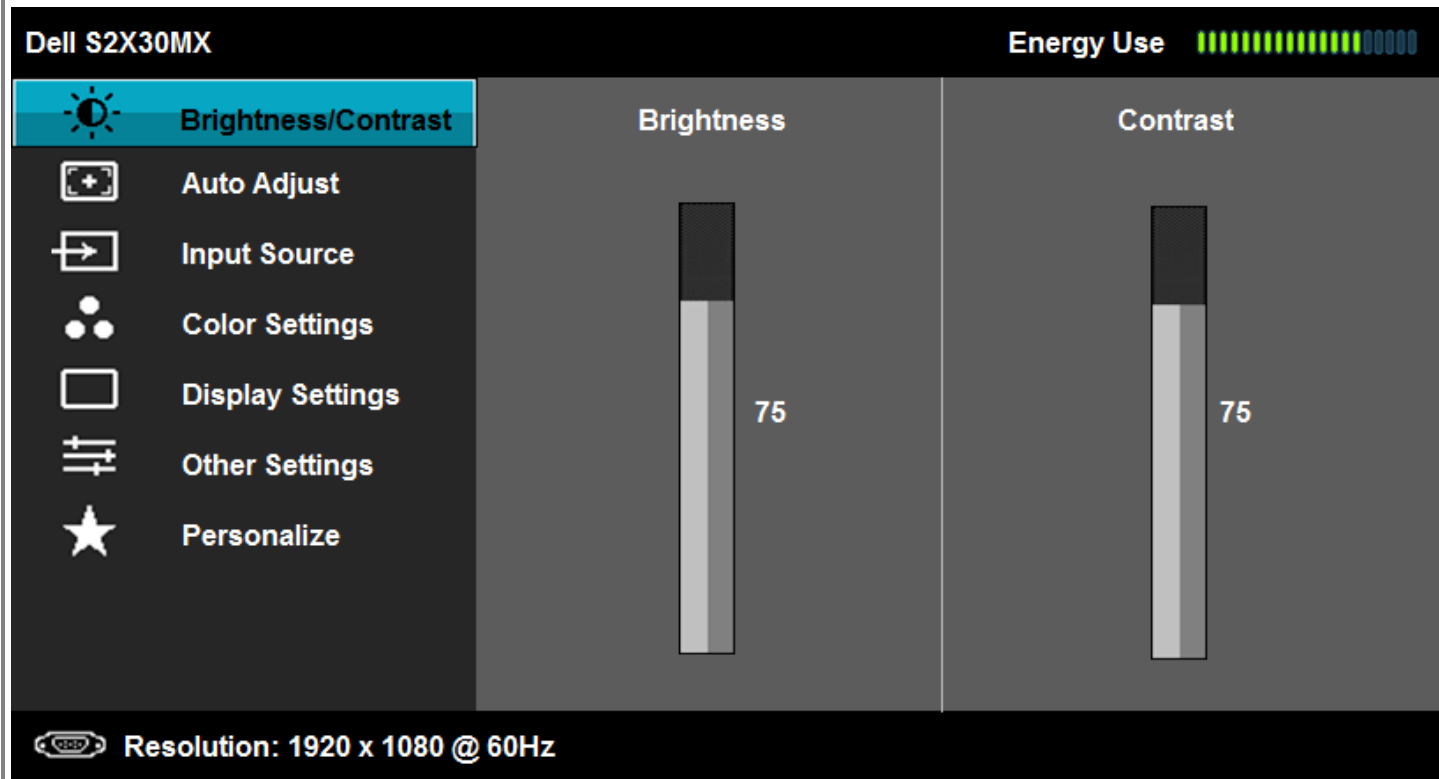 Dell S2X30MX
Energy Use
Brightness/Contrast
Auto Adjust
Input Source
Color Settings
Display Settings
Other Settings
Personalize
Brightness
75
Contrast
75
Resolution: 1920 x 1080 @ 60Hz